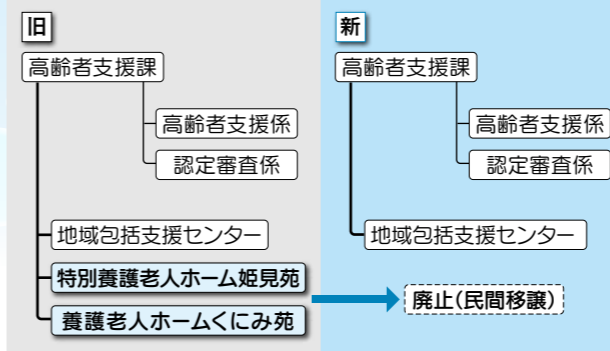 旧
高齢者支援課
高齢者支援係
認定審査係
地域包括支援センター
特別養護老人ホーム姫見苑
養護老人ホームくにみ苑
新
高齢者支援課
高齢者支援係
認定審査係
地域包括支援センター
廃止(民間移譲)